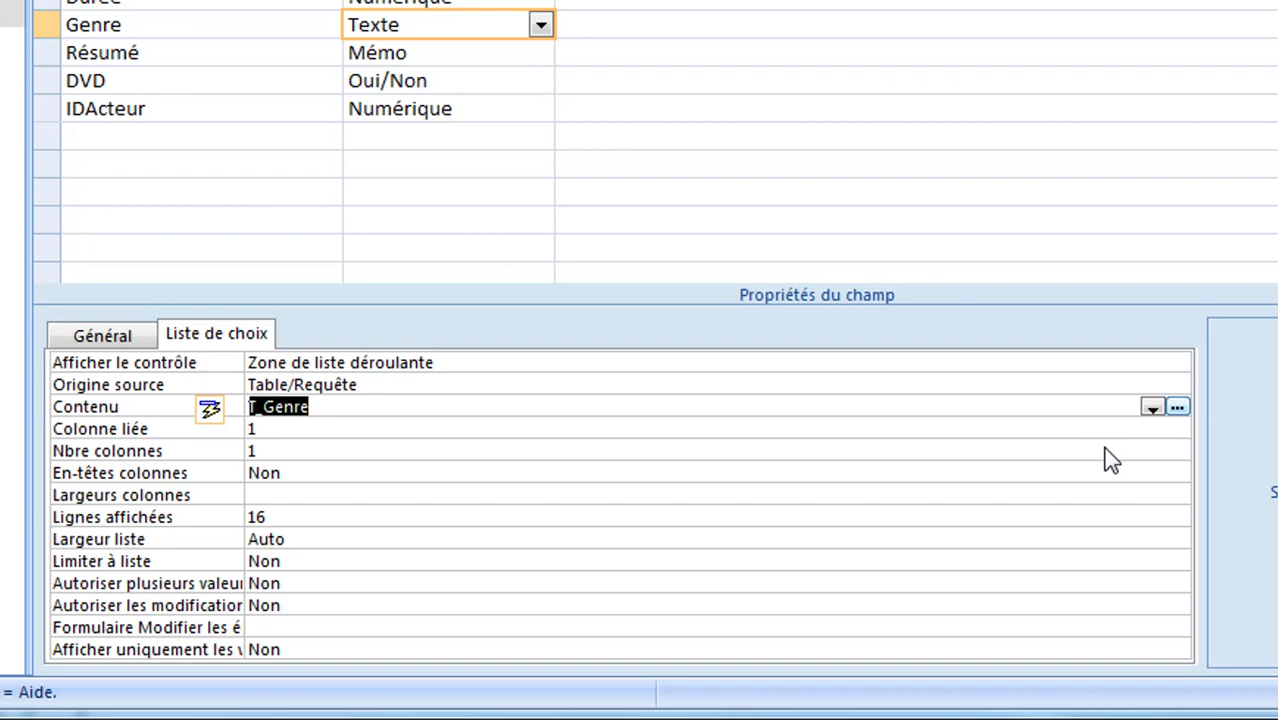 Durée Numérique
Genre Texte
Résumé Mémo
DVD Oui/Non
IDActeur Numérique
Propriétés du champ
Général Liste de choix
Afficher le contrôle Zone de liste déroulante
Origine source Table/Requête
Contenu T_Genre
Colonne liée 1
Nbre colonnes 1
En-têtes colonnes Non
Largeurs colonnes
Lignes affichées 16
Largeur liste Auto
Limiter à liste Non
Autoriser plusieurs valeur Non
Autoriser les modification Non
Formulaire Modifier les é
Afficher uniquement les v Non
= Aide.